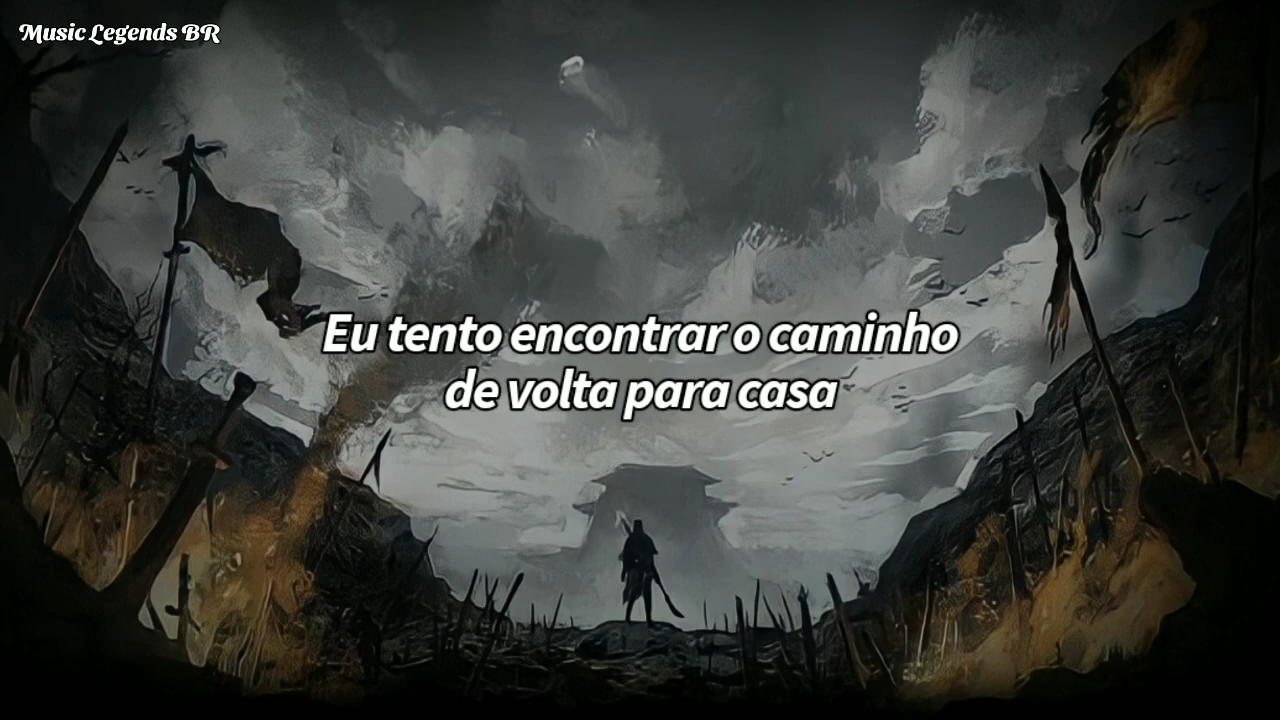 Music Legends BR
Eu tento encontrar o caminho
de volta para casa